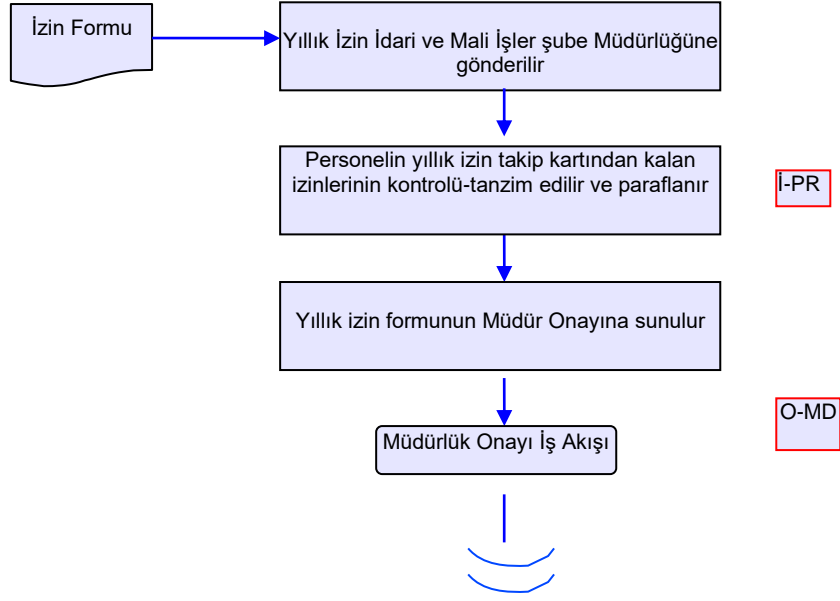 İzin Formu
Yıllık İzin İdari ve Mali İşler şube Müdürlüğüne
gönderilir
Personelin yıllık izin takip kartından kalan
izinlerinin kontrolü-tanzim edilir ve paraflanır
İ-PR
Yıllık izin formunun Müdür Onayına sunulur
O-MD
Müdürlük Onayı İş Akışı